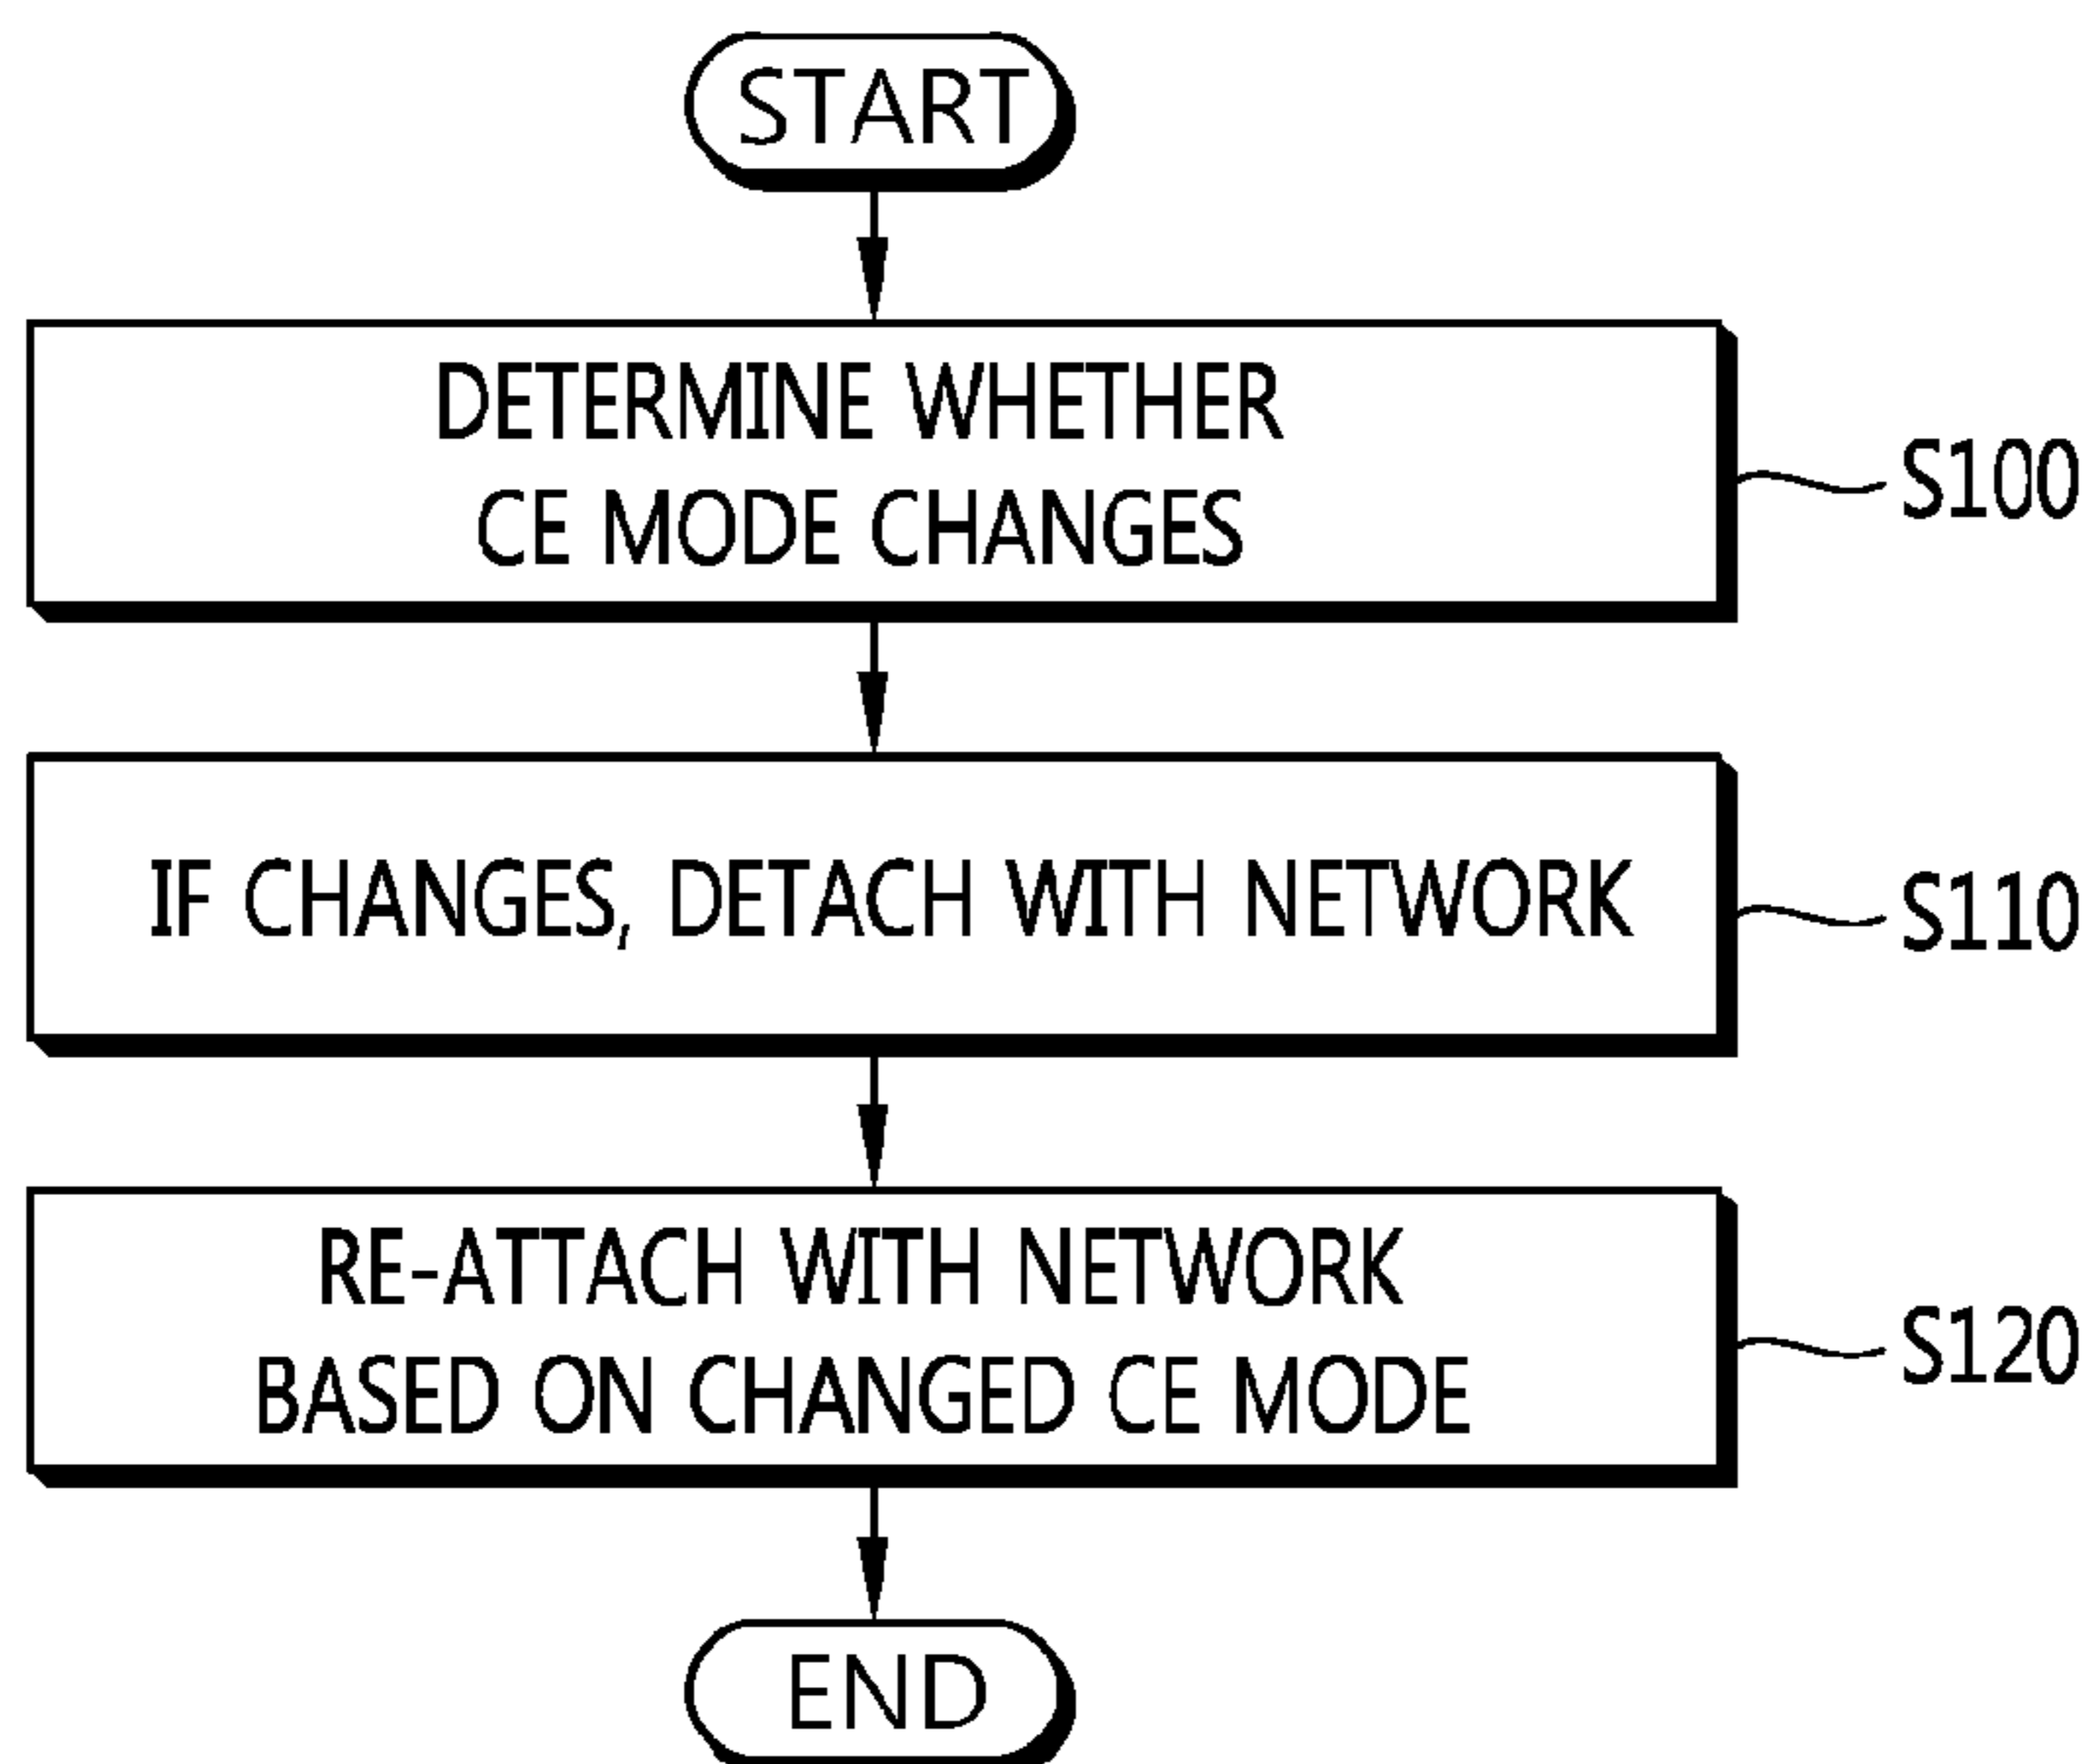 START
DETERMINE WHETHER
CE MODE CHANGES
S100
IF CHANGES, DETACH WITH NETWORK
S110
RE-ATTACH WITH NETWORK
BASED ON CHANGED CE MODE
S120
END